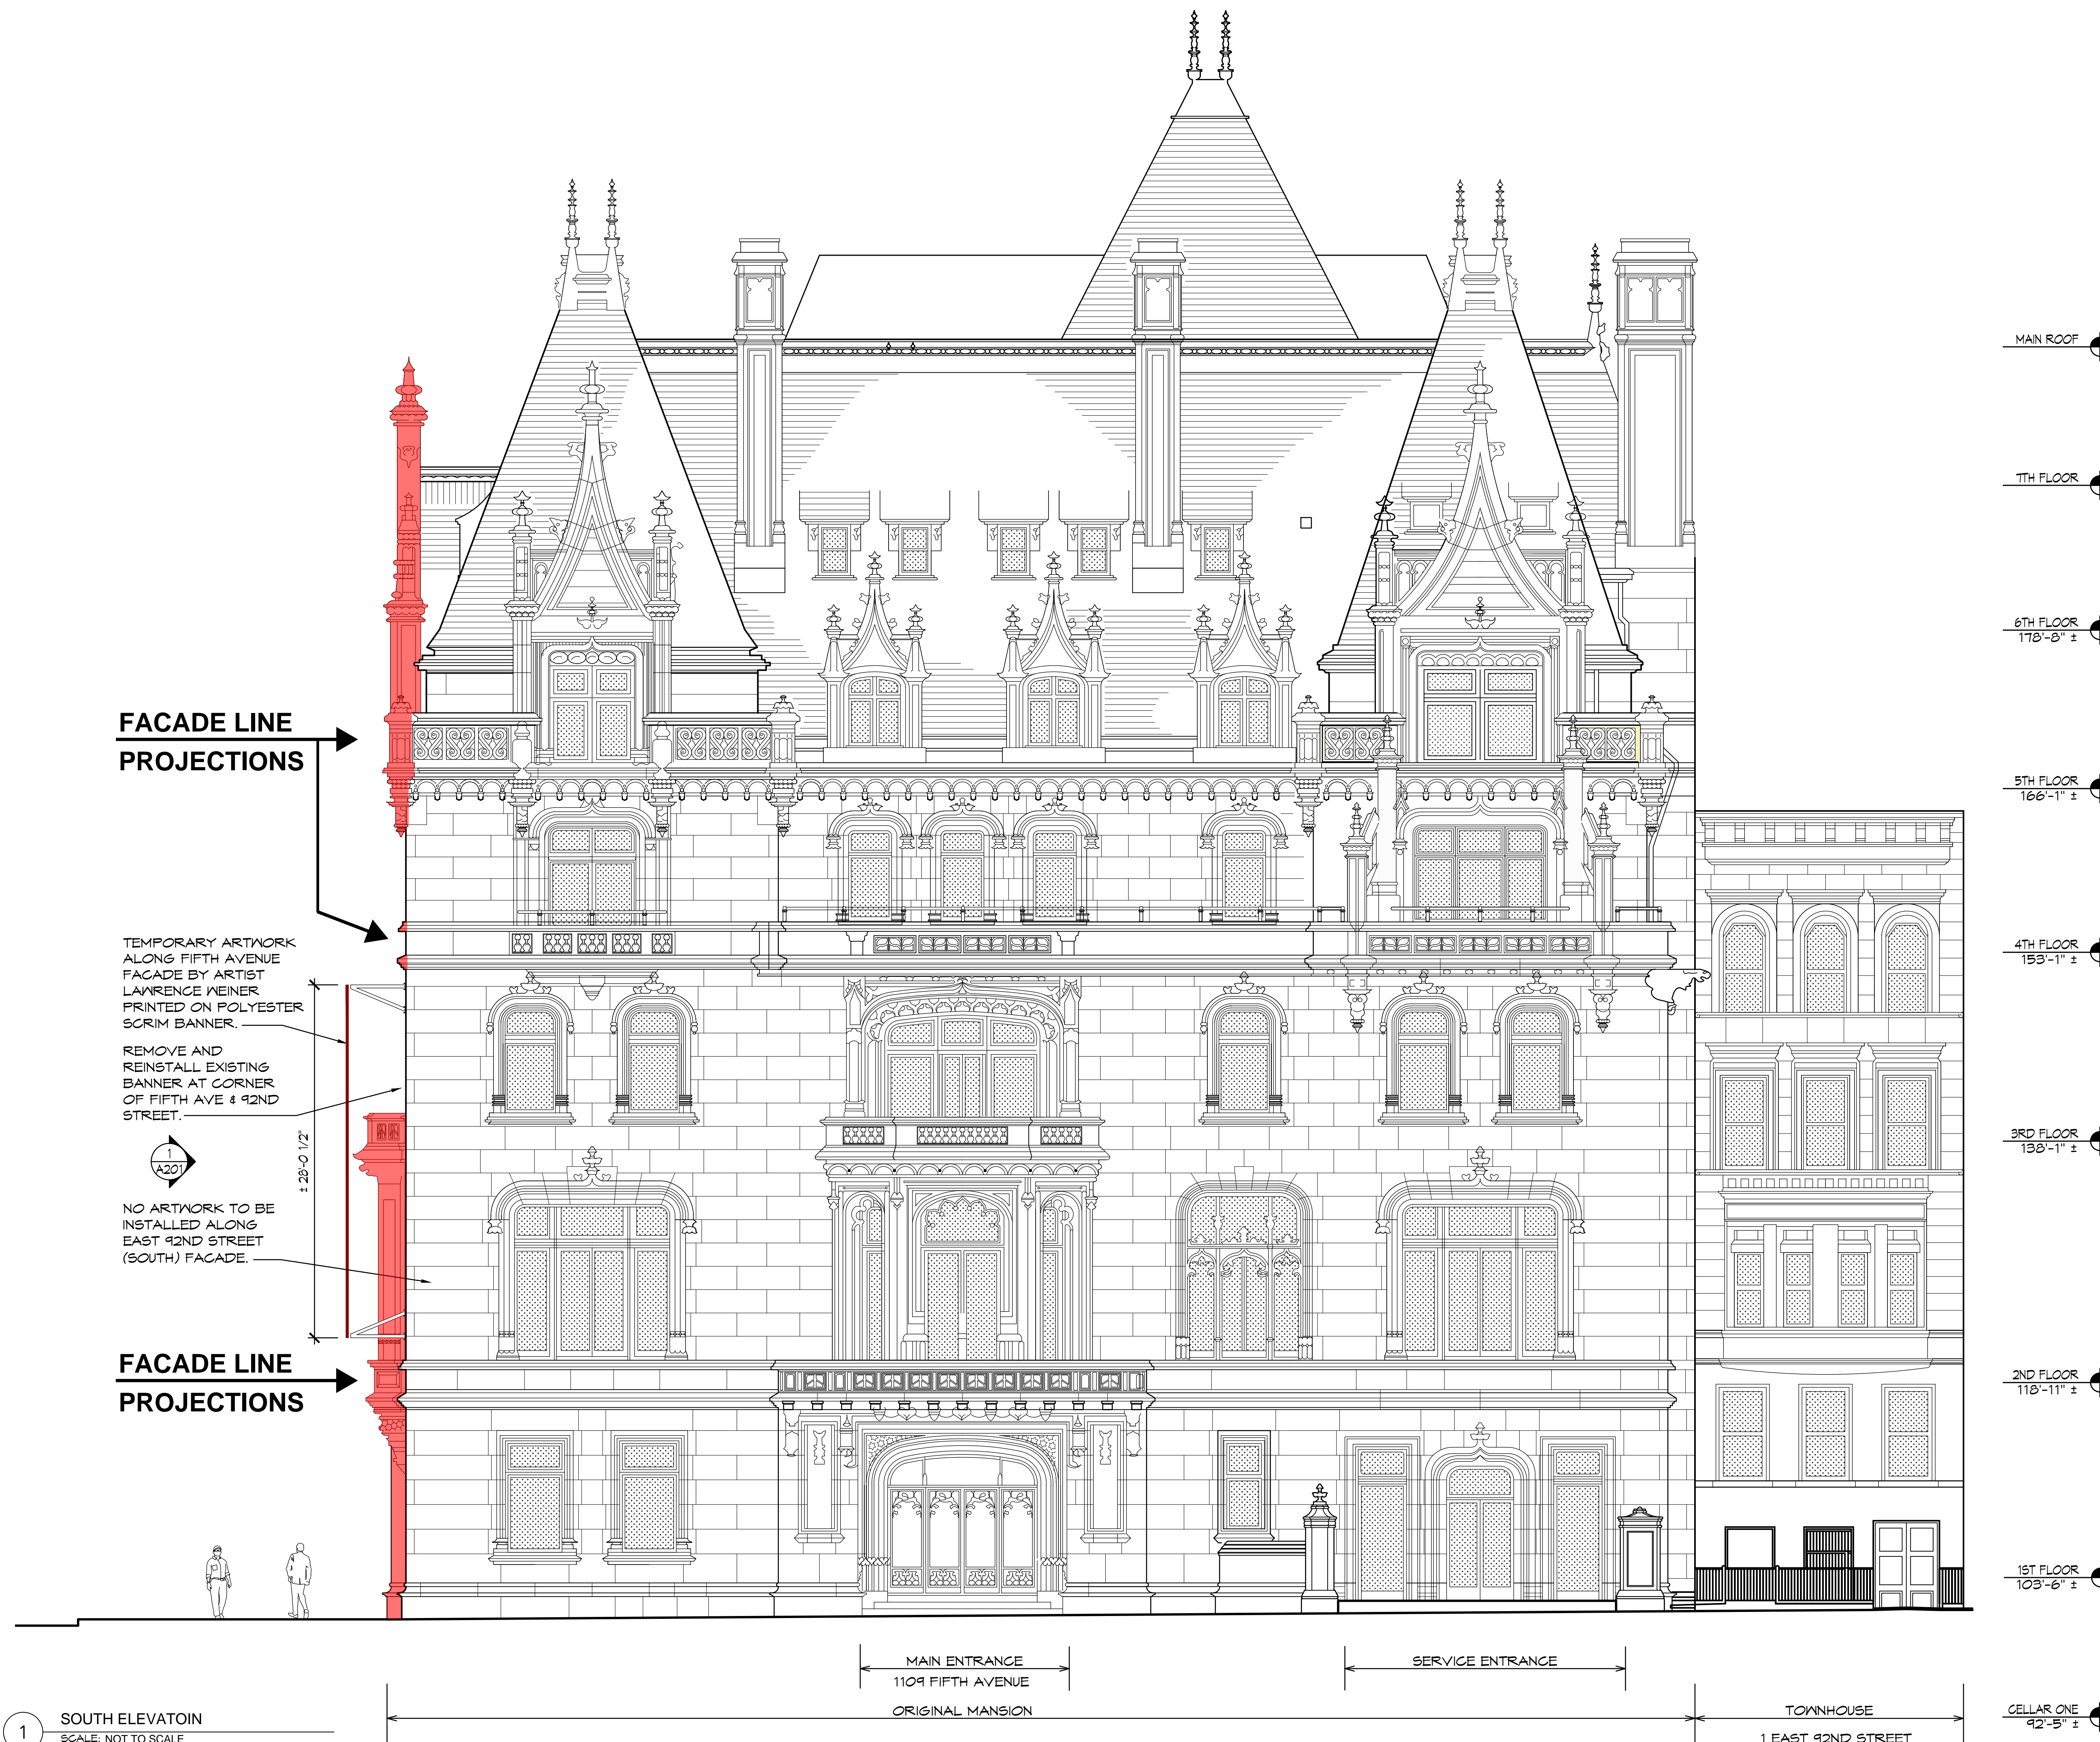 MAIN ROOF
7TH FLOOR
6TH FLOOR
178'-8" ±
FACADE LINE
PROJECTIONS
5TH FLOOR
166'-1" ±
TEMPORARY ARTWORK
ALONG FIFTH AVENUE
FACADE BY ARTIST
LAWRENCE WEINER
PRINTED ON POLYESTER
SCRIM BANNER.
4TH FLOOR
153'-1" ±
REMOVE AND
REINSTALL EXISTING
BANNER AT CORNER
OF FIFTH AVE & 92ND
STREET.
1
A201
± 28'-0 1/2"
3RD FLOOR
138'-1" ±
NO ARTWORK TO BE
INSTALLED ALONG
EAST 92ND STREET
(SOUTH) FACADE.
FACADE LINE
PROJECTIONS
2ND FLOOR
118'-11" ±
1ST FLOOR
103'-6" ±
MAIN ENTRANCE
1109 FIFTH AVENUE
SERVICE ENTRANCE
ORIGINAL MANSION
TOWNHOUSE
1 EAST 92ND STREET
CELLAR ONE
92'-5" ±
1
SOUTH ELEVATOIN
SCALE: NOT TO SCALE